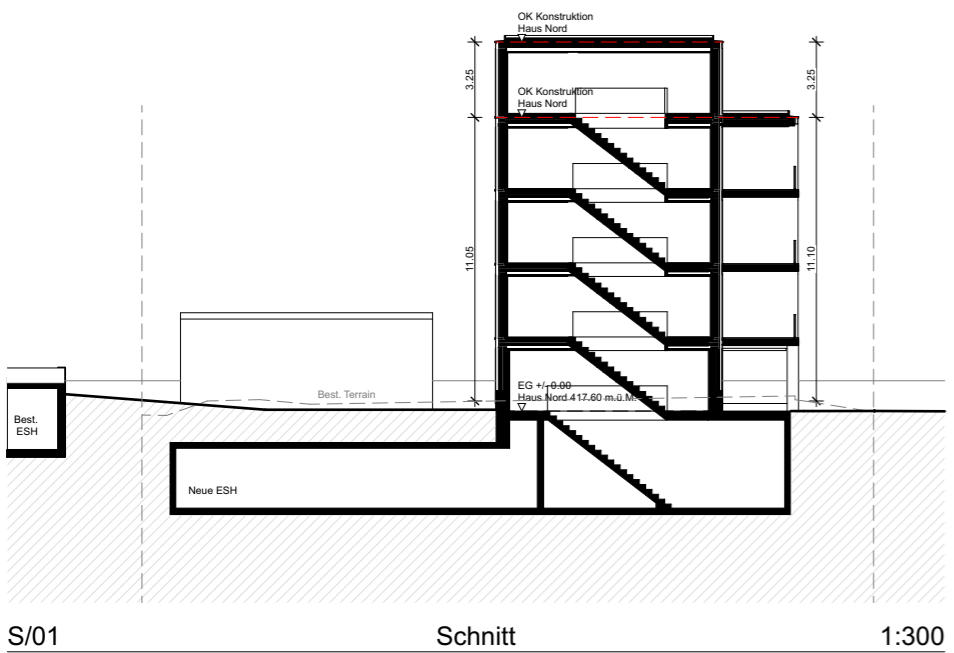 OK Konstruktion
Haus Nord
3.25
3.25
OK Konstruktion
Haus Nord
11.05
11.10
EG +/- 0.00
Haus Nord 417.60 m.ü.M.
Best. Terrain
Best.
ESH
Neue ESH
S/01 Schnitt 1:300